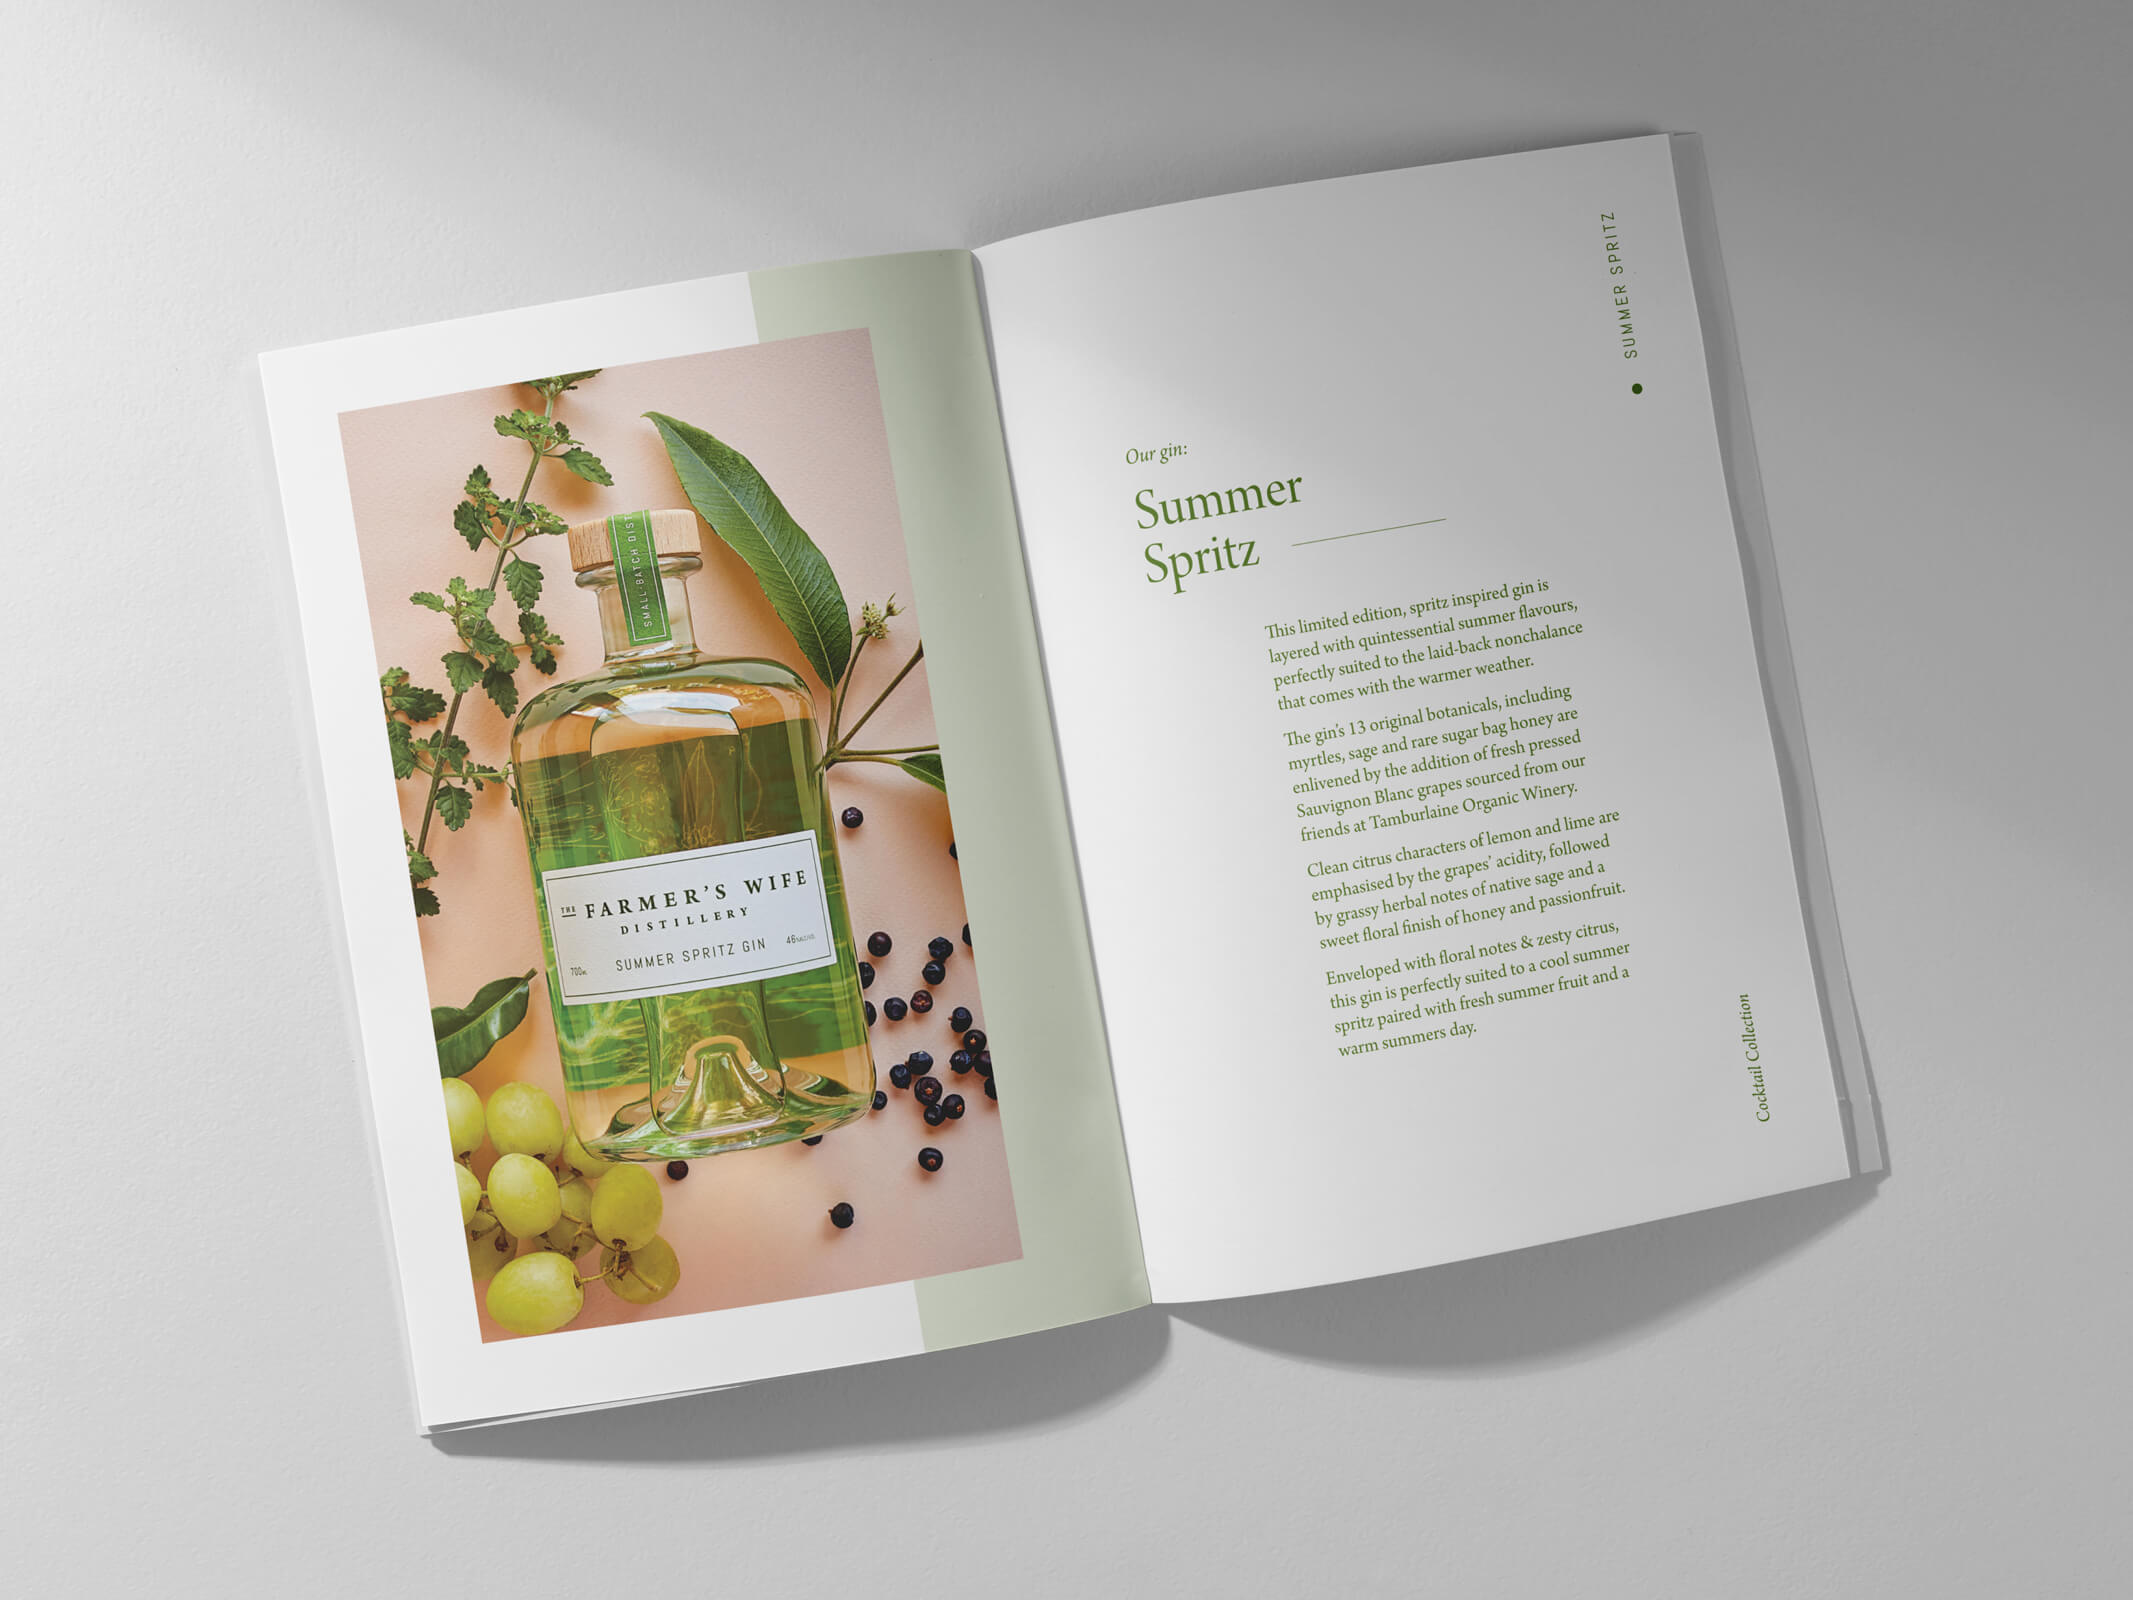 SMALL-BATCH DIST
THE FARMER'S WIFE
DISTILLERY
SUMMER SPRITZ GIN
700ML
46%ALC/VOL
SUMMER SPRITZ
Our gin:
Summer
Spritz
This limited edition, spritz inspired gin is
layered with quintessential summer flavours,
perfectly suited to the laid-back nonchalance
that comes with the warmer weather.
The gin's 13 original botanicals, including
myrtles, sage and rare sugar bag honey are
enlivened by the addition of fresh pressed
Sauvignon Blanc grapes sourced from our
friends at Tamburlaine Organic Winery.
Clean citrus characters of lemon and lime are
emphasised by the grapes' acidity, followed
by grassy herbal notes of native sage and a
sweet floral finish of honey and passionfruit.
Enveloped with floral notes & zesty citrus,
this gin is perfectly suited to a cool summer
spritz paired with fresh summer fruit and a
warm summers day.
Cocktail Collection